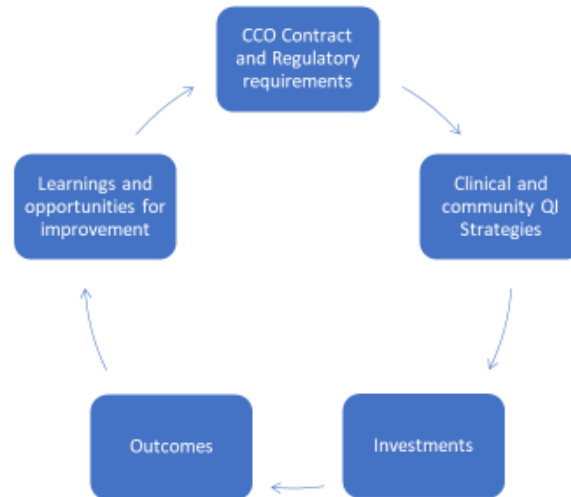 CCO Contract
and Regulatory
requirements
Clinical and
community QI
Strategies
Investments
Outcomes
Learnings and
opportunities for
improvement